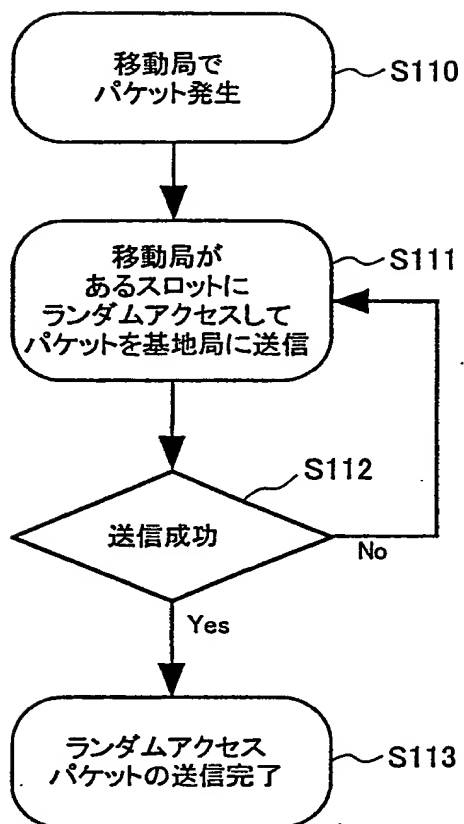 移動局で
パケット発生
S110
移動局が
あるスロットに
ランダムアクセスして
パケットを基地局に送信
S111
S112
送信成功
No
Yes
ランダムアクセス
パケットの送信完了
S113